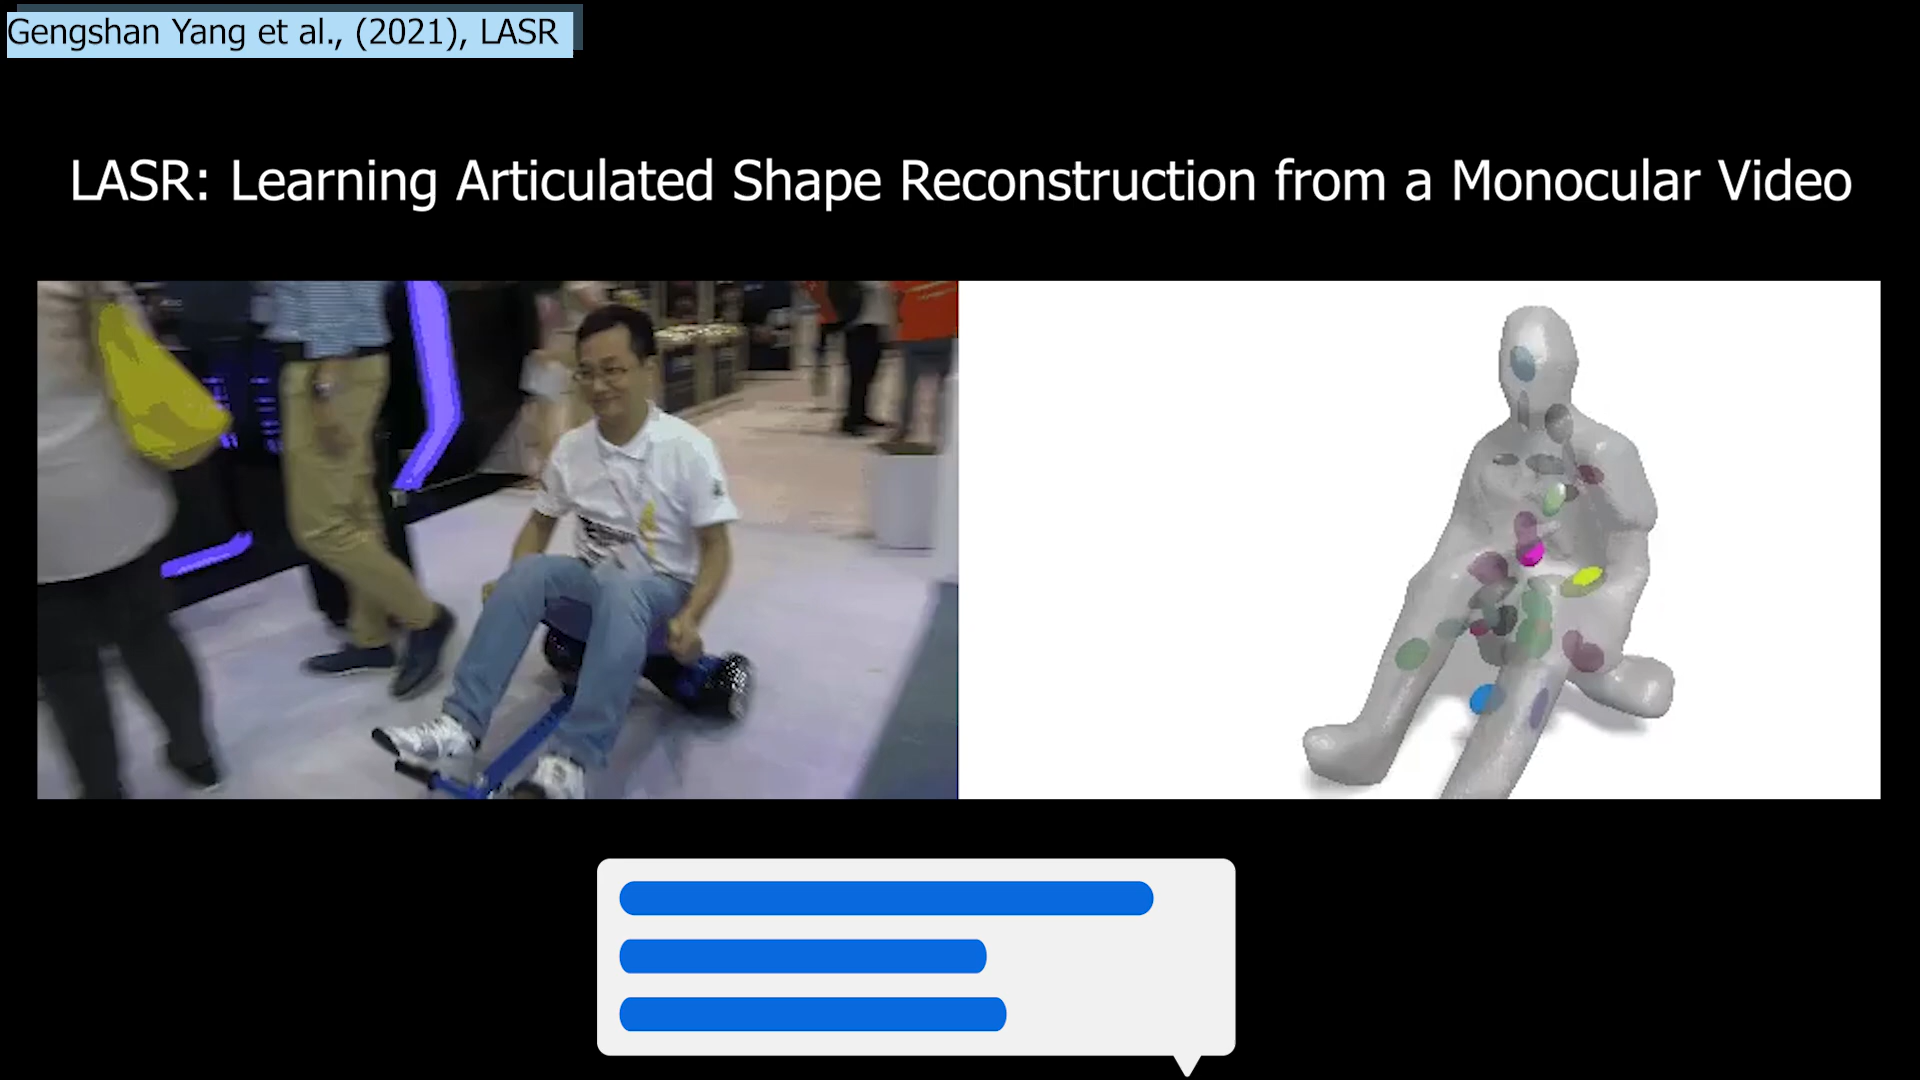 Gengshan Yang et al., (2021), LASR
LASR: Learning Articulated Shape Reconstruction from a Monocular Video